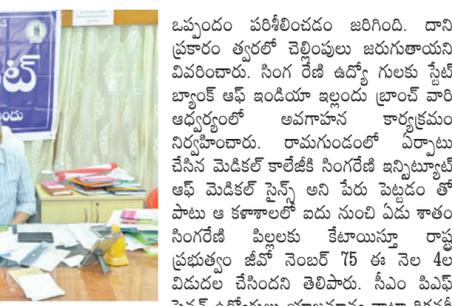 ఒప్పందం పరిశీలించడం జరిగింది. దాని
ప్రకారం త్వరలో చెల్లింపులు జరుగుతాయని
వివరించారు. సింగ రేణి ఉద్యో గులకు స్టేట్
బ్యాంక్ ఆఫ్ ఇండియా ఇల్లందు బ్రాంచ్ వారి
ఆధ్వర్యంలో అవగాహన కార్యక్రమం
నిర్వహించారు. రామగుండంలో ఏర్పాటు
చేసిన మెడికల్ కాలేజీకి సింగరేణి ఇన్స్టిట్యూట్
ఆఫ్ మెడికల్ సైన్స్ అని పేరు పెట్టడం తో
పాటు ఆ కళాశాలలో ఐదు నుంచి ఏడు శాతం
సింగరేణి పిల్లలకు కేటాయిస్తూ రాష్ట్ర
ప్రభుత్వం జీవో నెంబర్ 75 ఈ నెల 4ల
విడుదల చేసిందని తెలిపారు. సీఎం పిఎఫ్